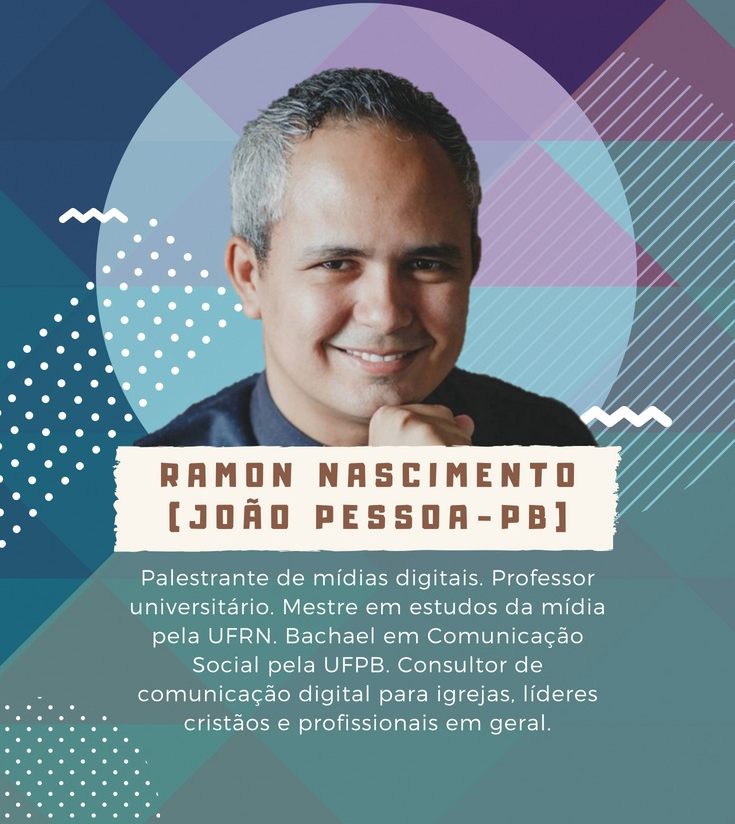 RAMON NASCIMENTO
[JOÃO PESSOA-PB]
Palestrante de mídias digitais. Professor
universitário. Mestre em estudos da mídia
pela UFRN. Bachael em Comunicação
Social pela UFPB. Consultor de
comunicação digital para igrejas, líderes
cristãos e profissionais em geral.